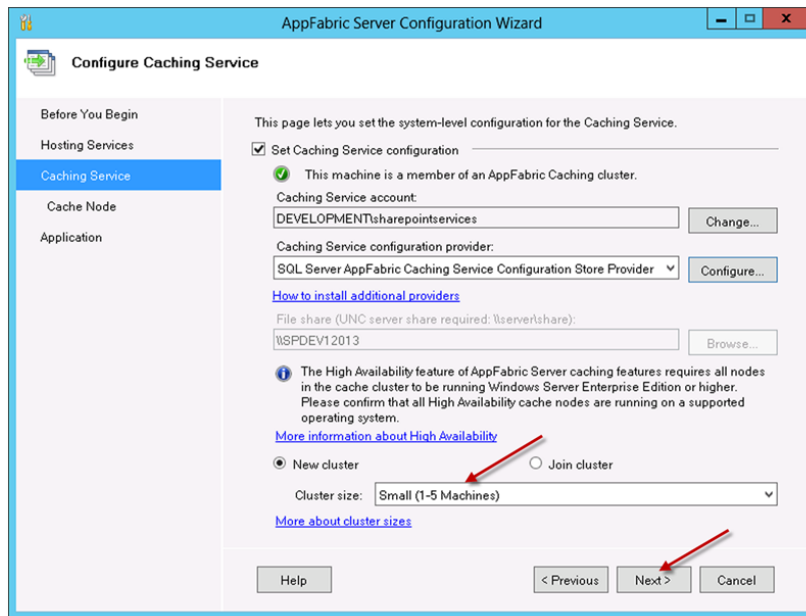 AppFabric Server Configuration Wizard
Configure Caching Service
Before You Begin
Hosting Services
Caching Service
Cache Node
Application
This page lets you set the system-level configuration for the Caching Service.
Set Caching Service configuration
This machine is a member of an AppFabric Caching cluster.
Caching Service account:
DEVELOPMENT\sharepointservices
Change...
Caching Service configuration provider:
SQL Server AppFabric Caching Service Configuration Store Provider
Configure...
How to install additional providers
File share (UNC server share required: \\server\share):
\\SPDEV12013
Browse...
The High Availability feature of AppFabric Server caching features requires all nodes
in the cache cluster to be running Windows Server Enterprise Edition or higher.
Please confirm that all High Availability cache nodes are running on a supported
operating system.
More information about High Availability
New cluster
Join cluster
Cluster size:
Small (1-5 Machines)
More about cluster sizes
Help
< Previous
Next >
Cancel